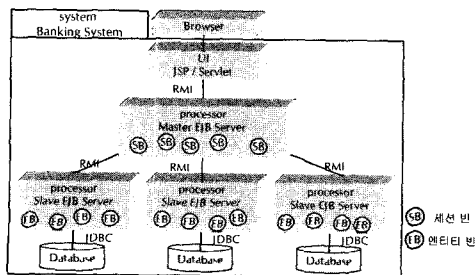 system
Banking System
Browser
UI
JSP / Servlet
RMI
processor
Master EJB Server
SB SB SB SB SB
RMI RMI RMI
processor processor processor
Slave EJB Server Slave EJB Server Slave EJB Server
EB EB EB EB EB EB EB EB EB EB EB EB
SB 세션 빈
EB 엔티티 빈
JDBC JDBC JDBC
Database Database Database